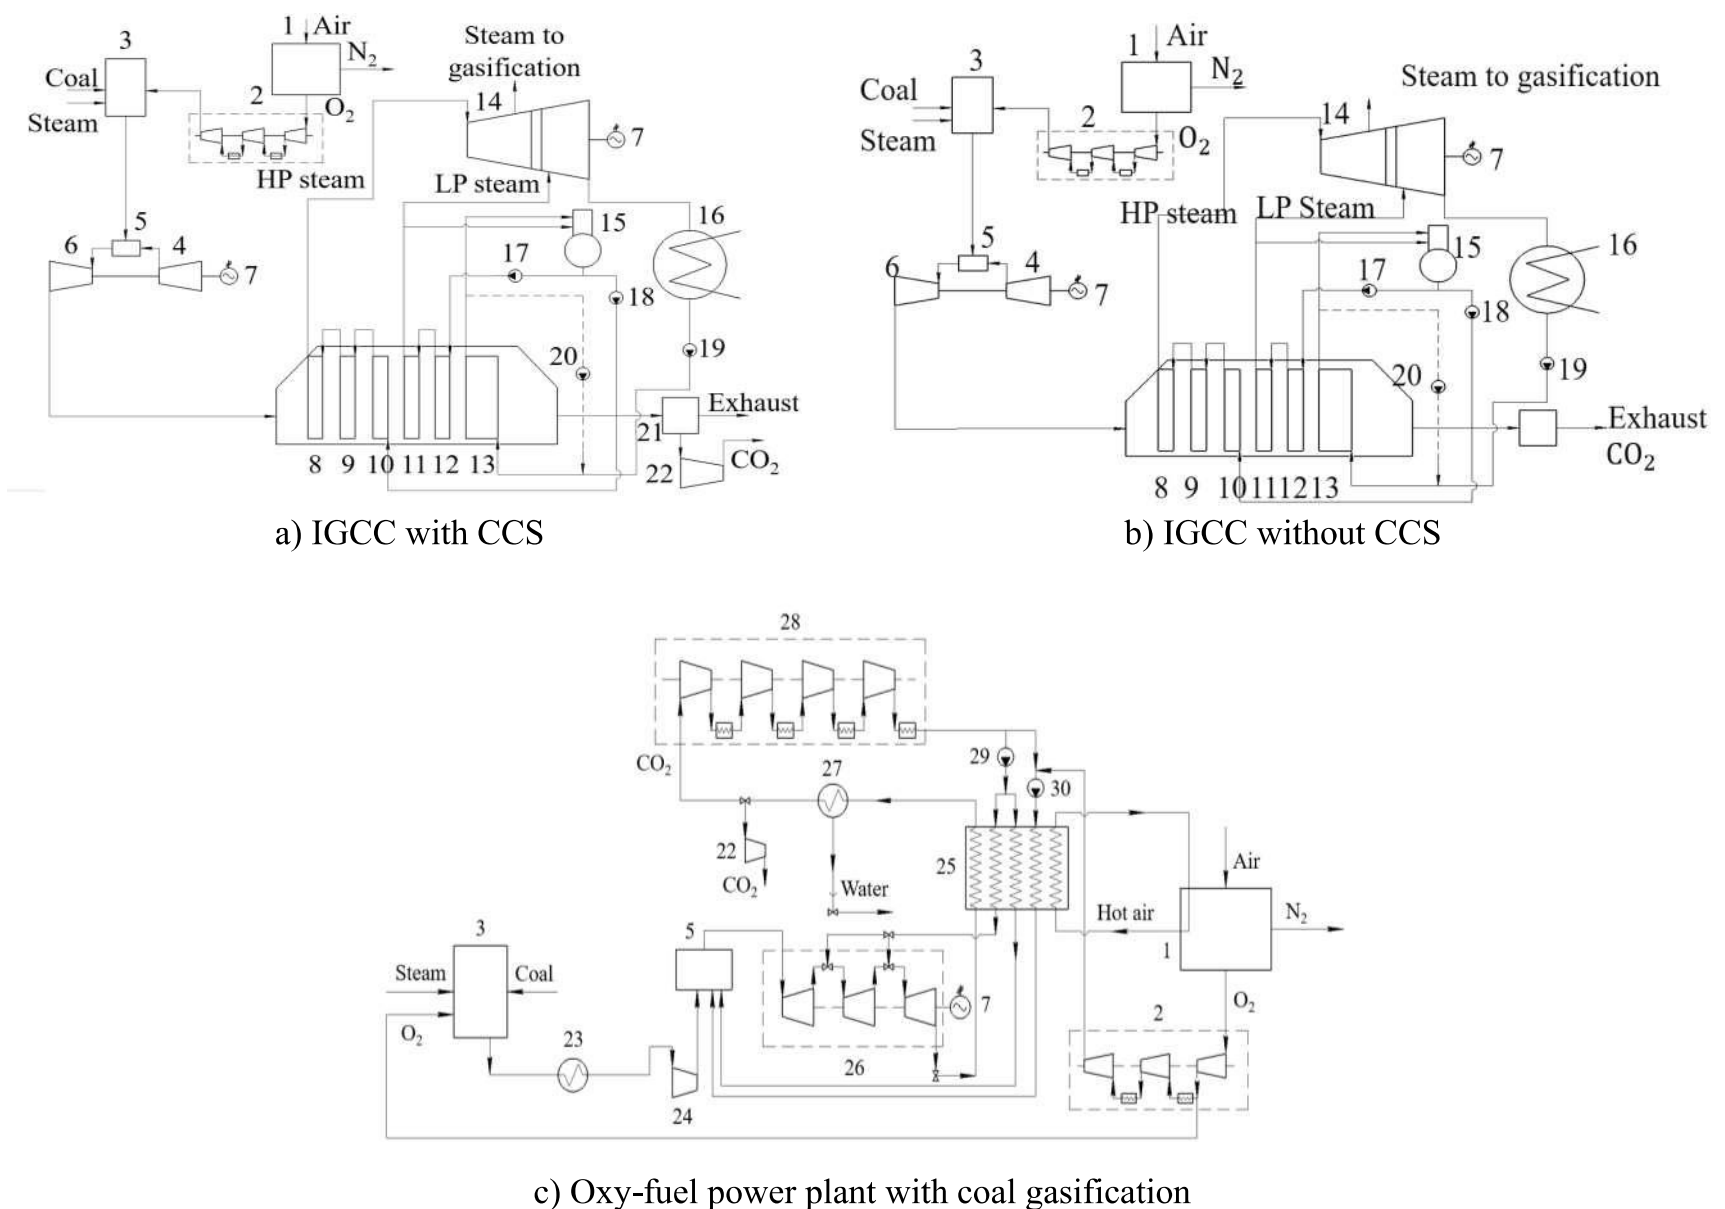 1 Air
3
N2
Coal
2
O2
Steam
Steam to
gasification
14
7
HP steam
LP steam
15
16
5
6
4
7
17
18
19
20
Exhaust
21
22
CO2
8 9 10 11 12 13
a) IGCC with CCS
1 Air
3
N2
Coal
2
O2
Steam
Steam to gasification
14
7
HP steam
LP Steam
15
16
5
6
4
7
17
18
19
20
Exhaust
CO2
8 9 10 11 12 13
b) IGCC without CCS
28
CO2
27
29
30
22
CO2
Water
25
Air
Hot air
N2
1
3
5
Steam
Coal
O2
23
24
26
7
O2
2
c) Oxy-fuel power plant with coal gasification